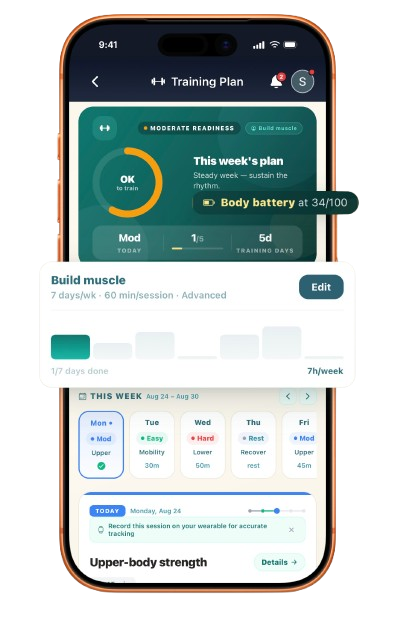 9:41
Training Plan
2
S
MODERATE READINESS
Build muscle
OK
to train
This week's plan
Steady week — sustain the
rhythm.
Body battery at 34/100
Mod
TODAY
1/5
5d
TRAINING DAYS
Build muscle
7 days/wk · 60 min/session · Advanced
Edit
1/7 days done
7h/week
THIS WEEK Aug 24 – Aug 30
Mon
Mod
Upper
Tue
Easy
Mobility
30m
Wed
Hard
Lower
50m
Thu
Rest
Recover
rest
Fri
Mod
Upper
45m
TODAY Monday, Aug 24
Record this session on your wearable for accurate
tracking
Upper-body strength
Details →